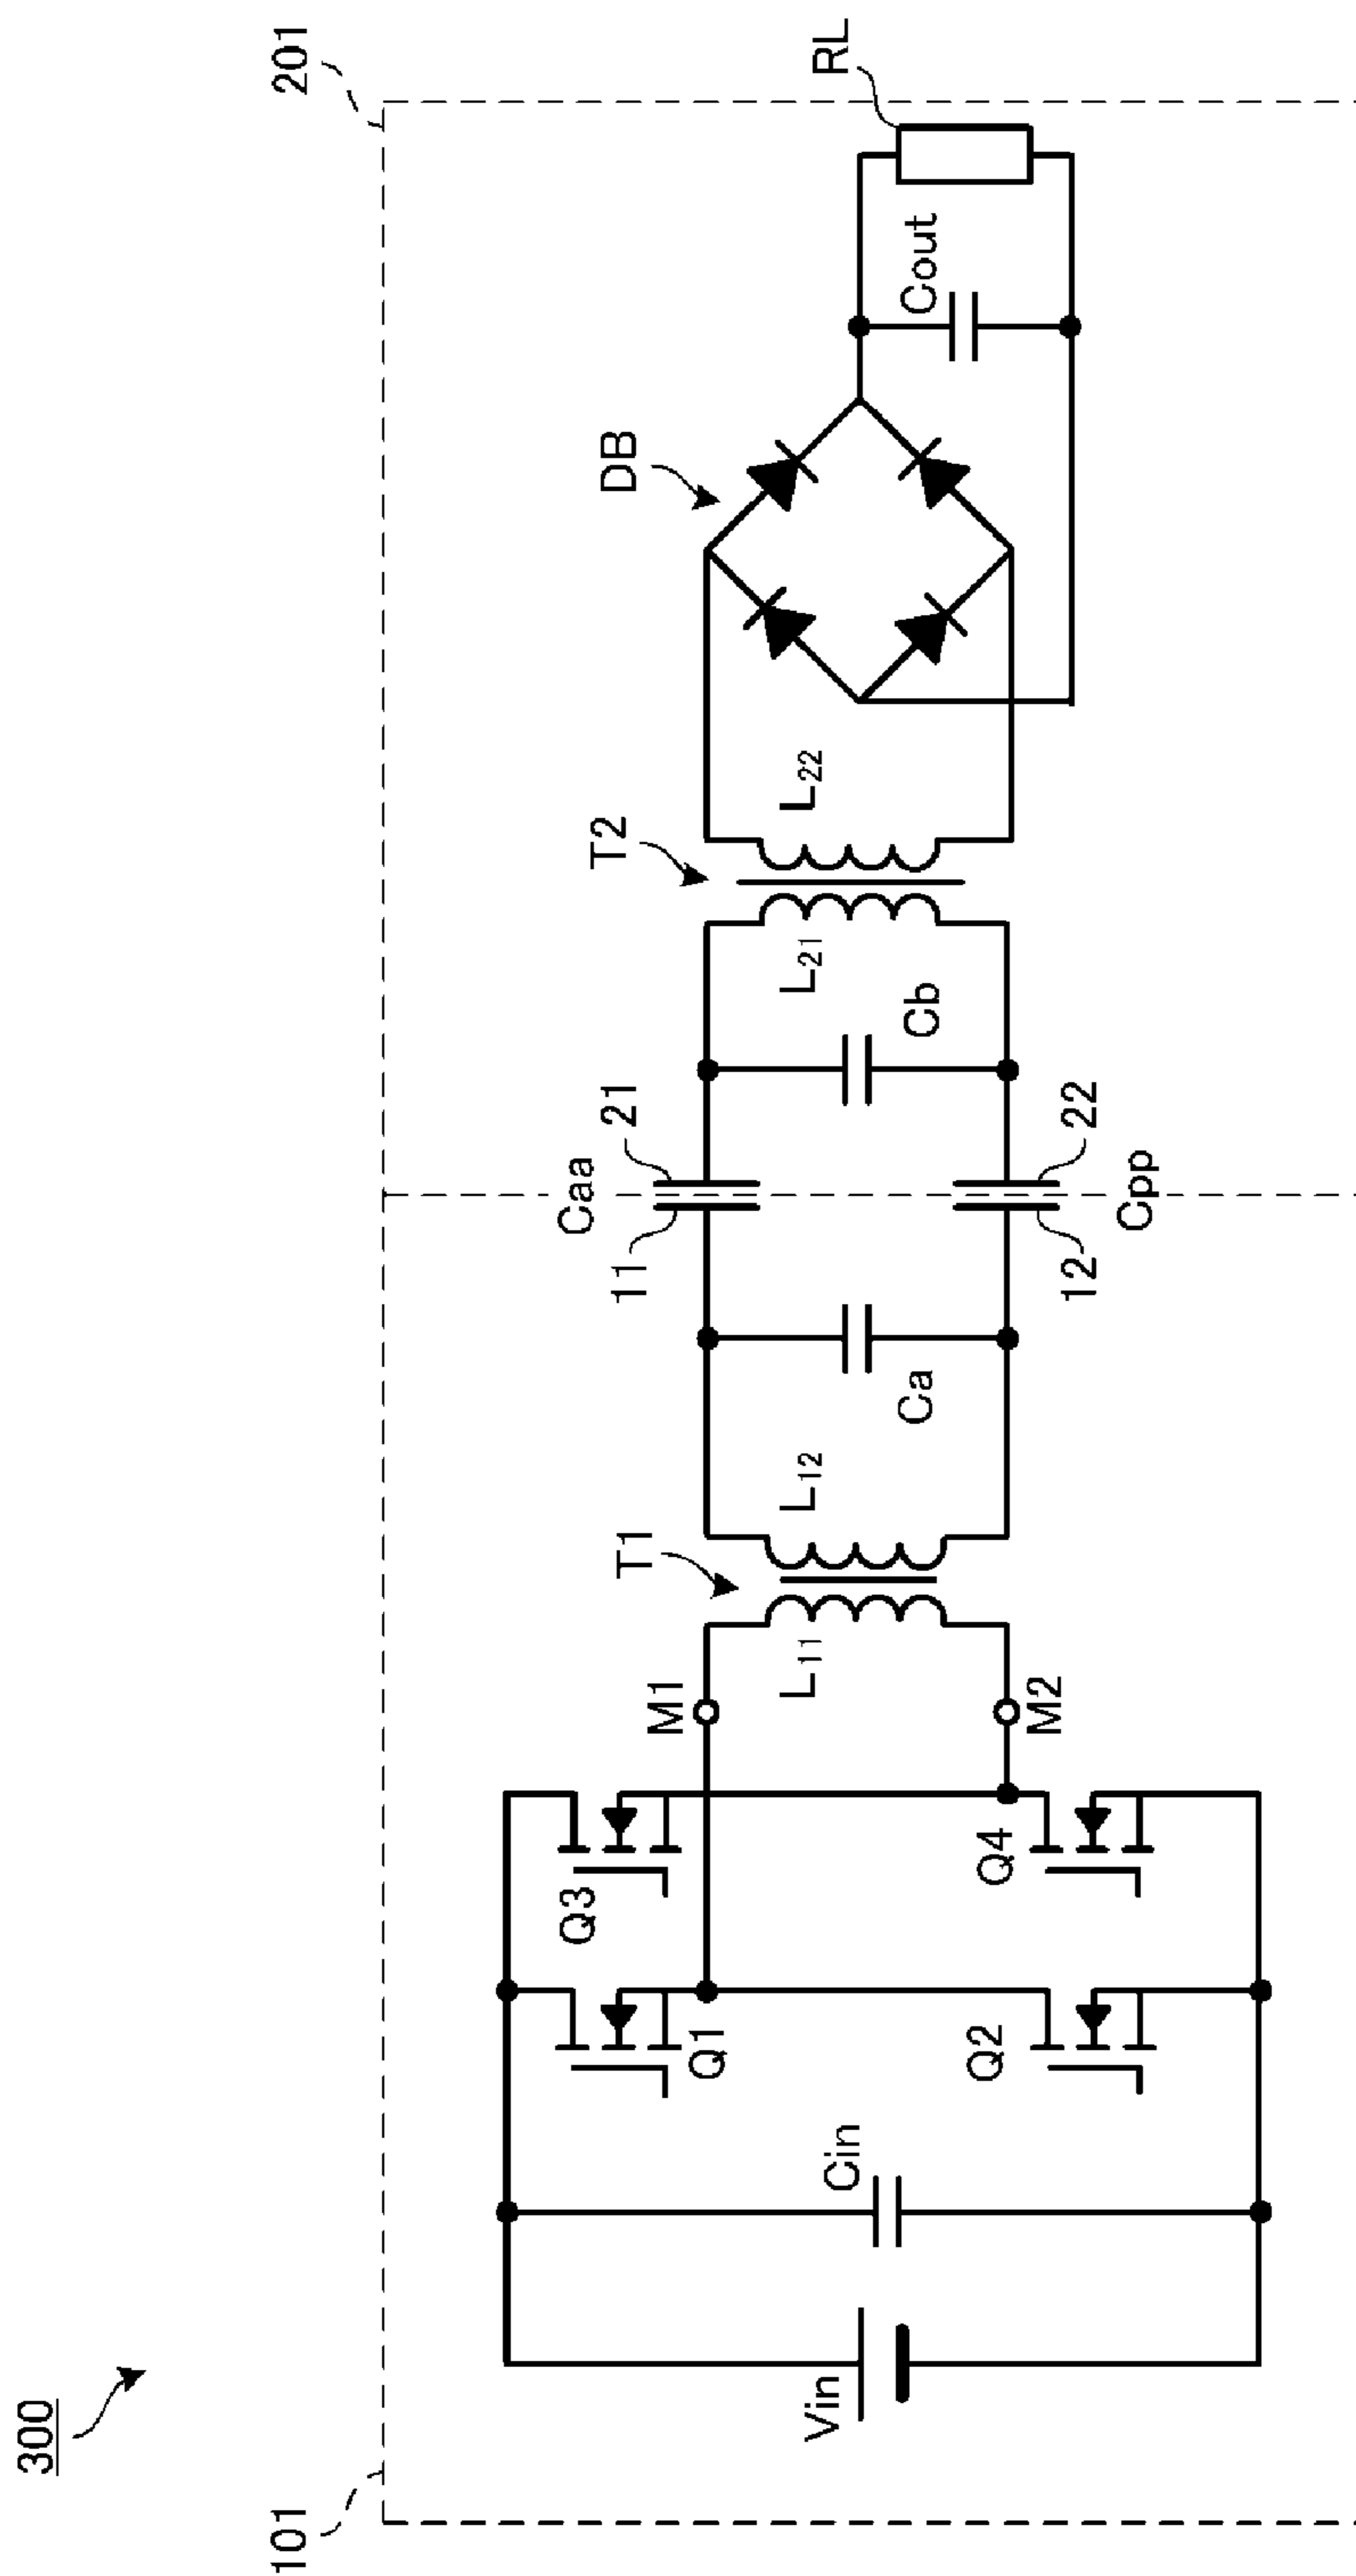 300
101
201
Vin
Cin
Q1
Q2
Q3
Q4
M1
M2
T1
L11
L12
Ca
Caa
11
21
12
22
Cpp
Cb
T2
L21
L22
DB
Cout
RL